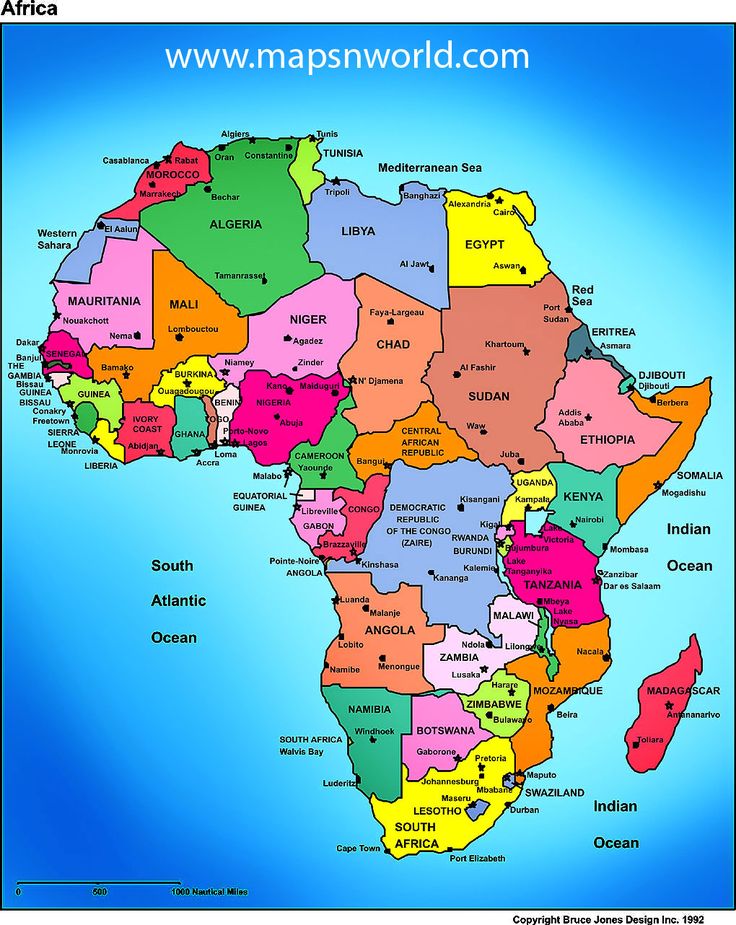 Africa
www.mapsnworld.com
Algiers
Tunis
Oran
Constantine
TUNISIA
Casablanca
Rabat
MOROCCO
Marrakech
Mediterranean Sea
Tripoli
Banghazi
Bechar
Alexandria
Cairo
Western
Sahara
El Aaiun
ALGERIA
LIBYA
EGYPT
Al Jawt
Aswan
Tamanrasset
MAURITANIA
MALI
Nouakchott
Nema
Lombouctou
NIGER
Agadez
Zinder
Faya-Largeau
CHAD
Red
Sea
Port
Sudan
ERITREA
Asmara
Khartoum
Dakar
SENEGAL
Banjul
THE
GAMBIA
Bissau
GUINEA
BISSAU
Bamako
Niamey
BURKINA
Ouagadougou
N' Djamena
Al Fashir
SUDAN
DJIBOUTI
Djibouti
Berbera
GUINEA
Conakry
Freetown
SIERRA
LEONE
Monrovia
LIBERIA
IVORY
COAST
Abidjan
GHANA
Accra
TOGO
BENIN
Kano
Maiduguri
NIGERIA
Abuja
Porto-Novo
Lagos
Loma
Waw
Juba
Addis
Ababa
ETHIOPIA
CENTRAL
AFRICAN
REPUBLIC
Bangui
CAMEROON
Yaounde
Malabo
EQUATORIAL
GUINEA
UGANDA
Kampala
KENYA
Nairobi
SOMALIA
Mogadishu
Libreville
GABON
CONGO
Brazzaville
DEMOCRATIC
REPUBLIC
OF THE CONGO
(ZAIRE)
Kisangani
Kigal
RWANDA
BURUNDI
Bujumbura
Lake
Victoria
Indian
Ocean
Mombasa
Pointe-Noire
ANGOLA
Kinshasa
Kananga
Kalemie
Lake
Tanganyika
TANZANIA
Zanzibar
Dar es Salaam
South
Atlantic
Ocean
Luanda
Malanje
ANGOLA
Lobito
Namibe
Menongue
Mbeya
Lake
Nyasa
MALAWI
Ndola
Lilongwe
ZAMBIA
Lusaka
Nacala
MOZAMBIQUE
Harare
ZIMBABWE
Bulawayo
Beira
MADAGASCAR
Antananarivo
Toliara
NAMIBIA
Windhoek
SOUTH AFRICA
Walvis Bay
BOTSWANA
Gaborone
Luderitz
Pretoria
Johannesburg
Maputo
Mbabane
SWAZILAND
Maseru
LESOTHO
Durban
Indian
Ocean
SOUTH
AFRICA
Cape Town
Port Elizabeth
0 500 1000 Nautical Miles
Copyright Bruce Jones Design Inc. 1992